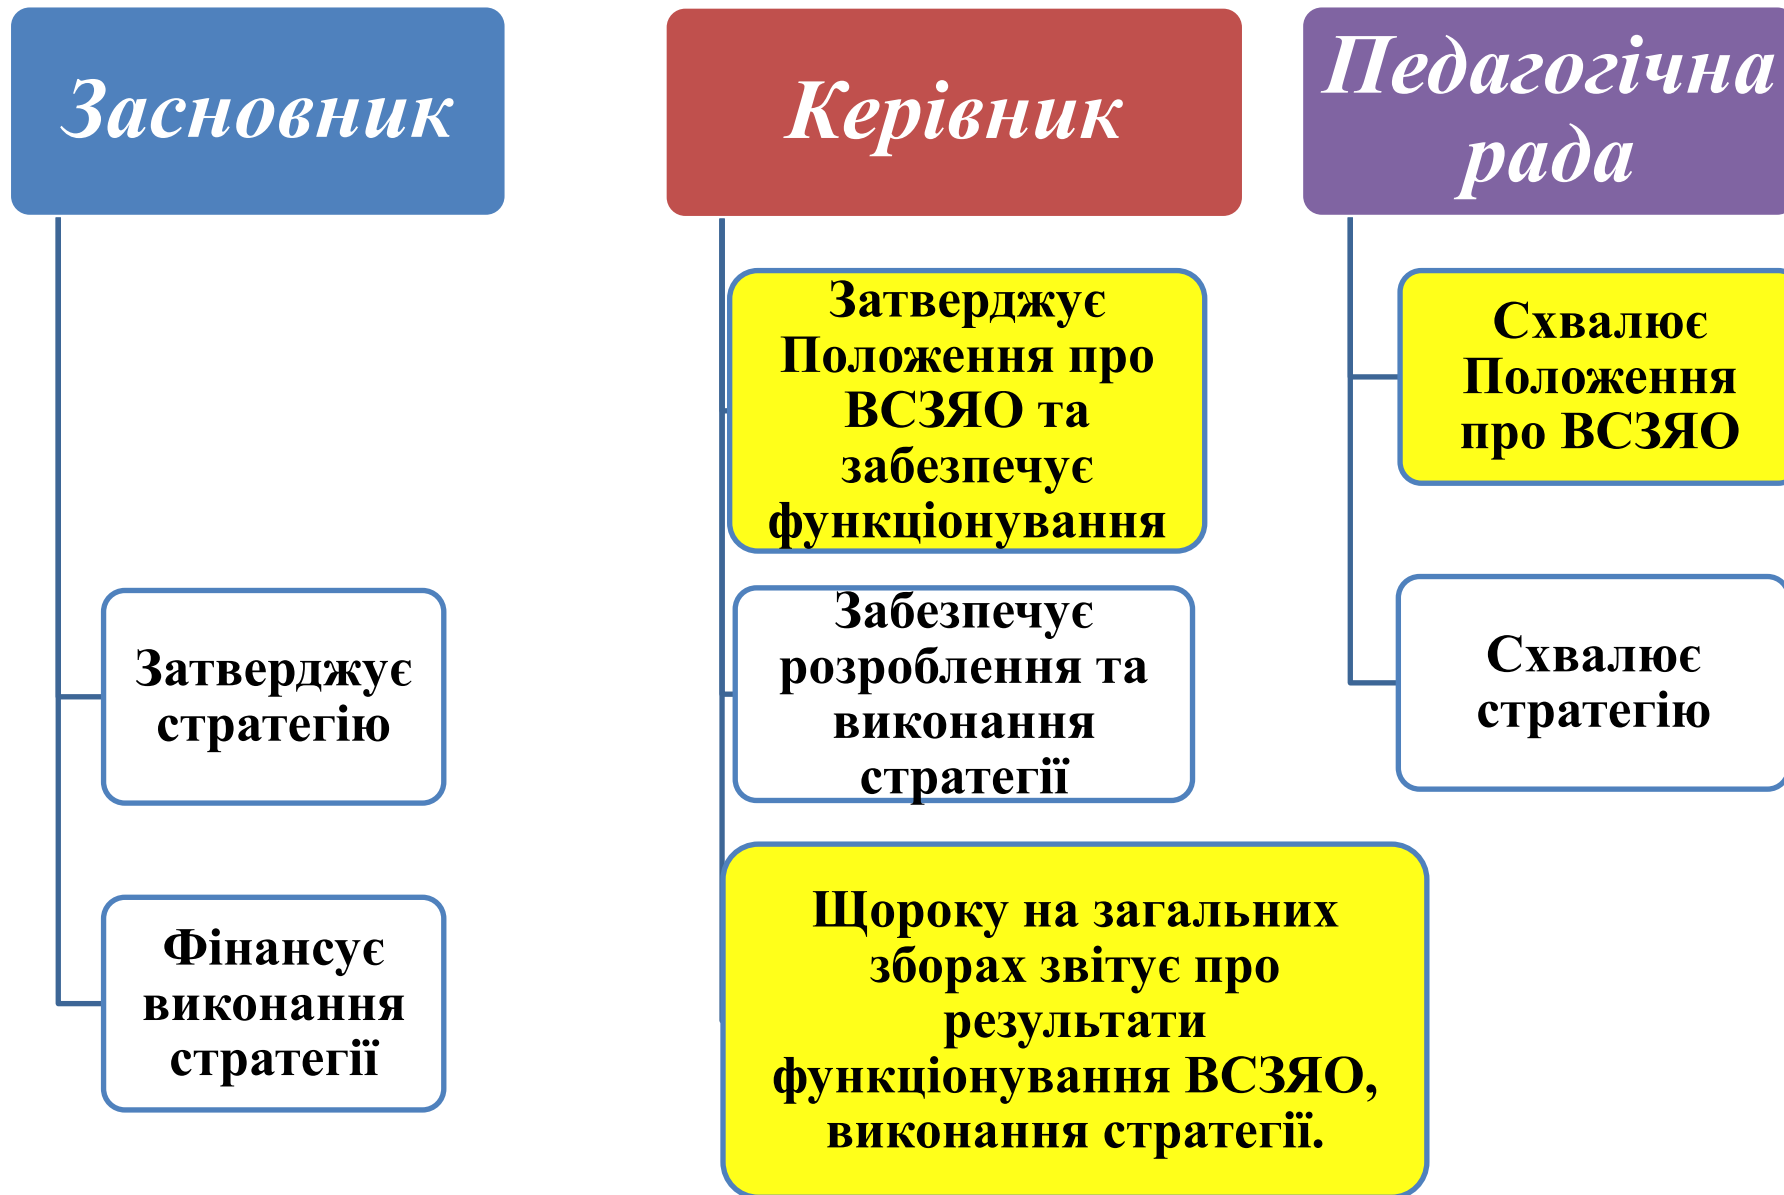 Засновник
Затверджує
стратегію
Фінансує
виконання
стратегії
Керівник
Затверджує
Положення про
ВСЗЯО та
забезпечує
функціонування
Забезпечує
розроблення та
виконання
стратегії
Щороку на загальних
зборах звітує про
результати
функціонування ВСЗЯО,
виконання стратегії.
Педагогічна
рада
Схвалює
Положення
про ВСЗЯО
Схвалює
стратегію